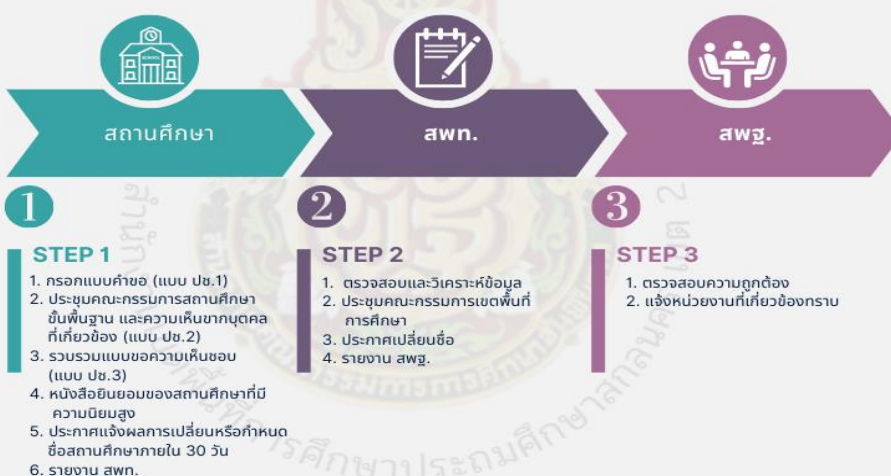 สถานศึกษา
สพท.
สพฐ.
1
STEP 1
1. กรอกแบบคำขอ (แบบ ปช.1)
2. ประชุมคณะกรรมการสถานศึกษา
ขั้นพื้นฐาน และความเห็นขากบุคคล
ที่เกี่ยวข้อง (แบบ ปช.2)
3. รวบรวมแบบขอความเห็นชอบ
(แบบ ปช.3)
4. หนังสือยินยอมของสถานศึกษาที่มี
ความนิยมสูง
5. ประกาศแจ้งผลการเปลี่ยนหรือกำหนด
ชื่อสถานศึกษาภายใน 30 วัน
6. รายงาน สพท.
2
STEP 2
1. ตรวจสอบและวิเคราะห์ข้อมูล
2. ประชุมคณะกรรมการเขตพื้นที่
การศึกษา
3. ประกาศเปลี่ยนชื่อ
4. รายงาน สพฐ.
3
STEP 3
1. ตรวจสอบความถูกต้อง
2. แจ้งหน่วยงานที่เกี่ยวข้องทราบ